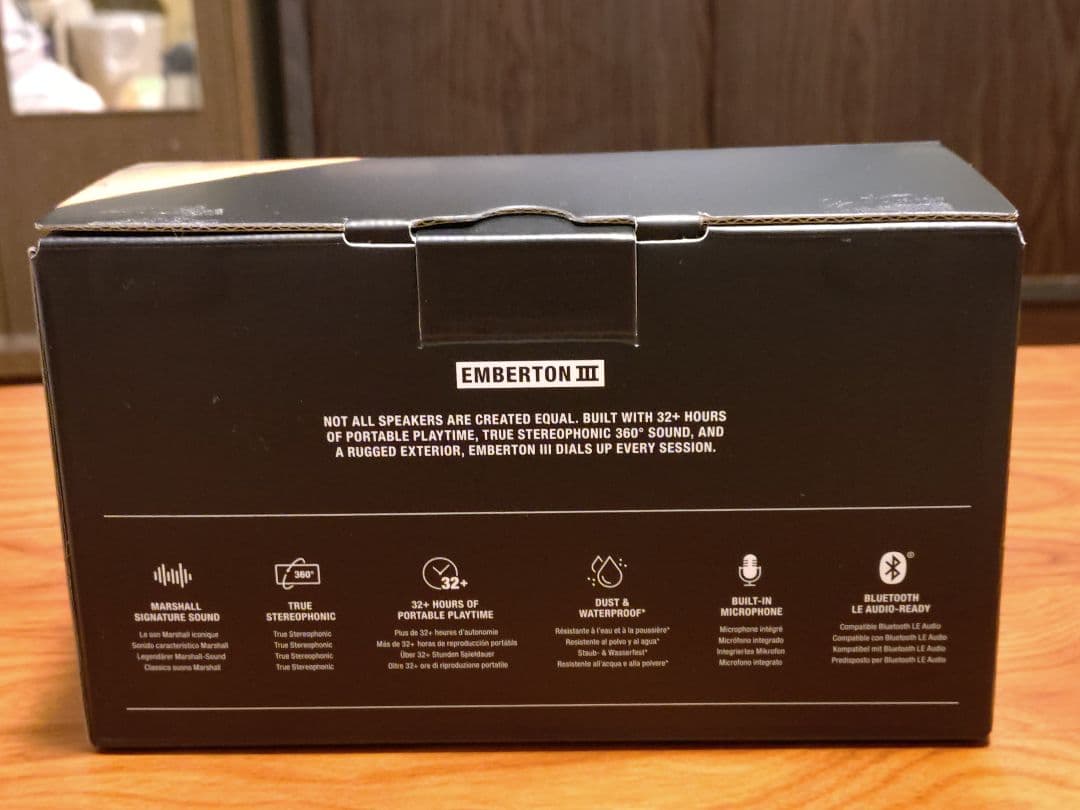 EMBERTON III
NOT ALL SPEAKERS ARE CREATED EQUAL. BUILT WITH 32+ HOURS
OF PORTABLE PLAYTIME, TRUE STEREOPHONIC 360° SOUND, AND
A RUGGED EXTERIOR, EMBERTON III DIALS UP EVERY SESSION.
MARSHALL
SIGNATURE SOUND
Le son Marshall iconique
Sonido característico Marshall
Legendärer Marshall-Sound
Classico suono Marshall
360°
TRUE
STEREOPHONIC
True Stereophonic
True Stereophonic
True Stereophonic
True Stereophonic
32+
32+ HOURS OF
PORTABLE PLAYTIME
Plus de 32+ heures d'autonomie
Más de 32+ horas de reproducción portátils
Über 32+ Stunden Spieldauer
Oltre 32+ ore di riproduzione portatile
DUST &
WATERPROOF*
Résistante à l'eau et à la poussière*
Resistente al polvo y al agua*
Staub- & Wasserfest*
Resistente all'acqua e alla polvere*
BUILT-IN
MICROPHONE
Microphone intégré
Micrófono integrado
Integriertes Mikrofon
Microfono integrato
®
BLUETOOTH
LE AUDIO-READY
Compatible Bluetooth LE Audio
Compatible con Bluetooth LE Audio
Kompatibel mit Bluetooth LE Audio
Predisposto per Bluetooth LE Audio